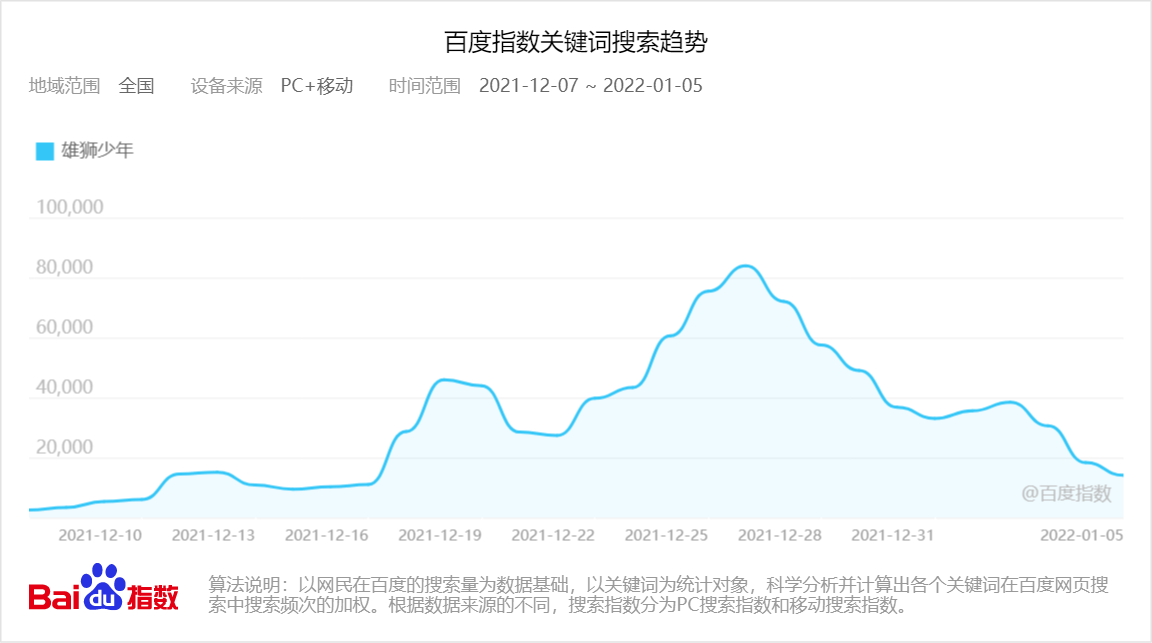 百度指数关键词搜索趋势
地域范围 全国 设备来源 PC+移动 时间范围 2021-12-07 ~ 2022-01-05
雄狮少年
100,000
80,000
60,000
40,000
20,000
@百度指数
2021-12-10 2021-12-13 2021-12-16 2021-12-19 2021-12-22 2021-12-25 2021-12-28 2021-12-31 2022-01-05
Bai du 指数
算法说明：以网民在百度的搜索量为数据基础，以关键词为统计对象，科学分析并计算出各个关键词在百度网页搜
索中搜索频次的加权。根据数据来源的不同，搜索指数分为PC搜索指数和移动搜索指数。